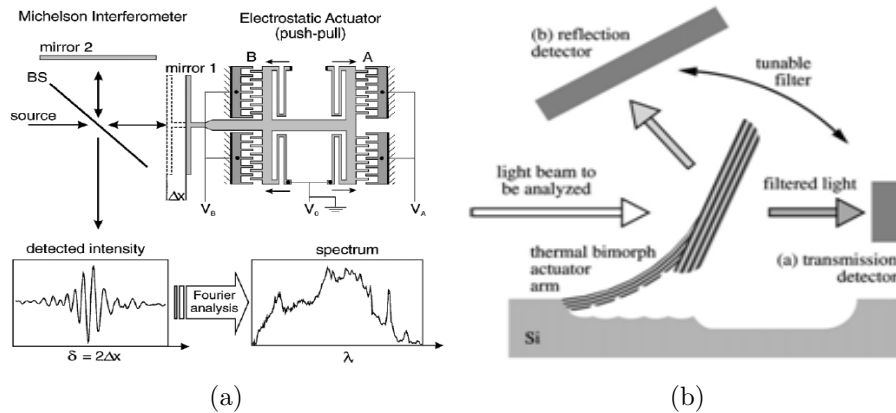 Michelson Interferometer
Electrostatic Actuator
(push-pull)
mirror 2
B
A
mirror 1
BS
source
Δx
V_B
V_0
V_A
detected intensity
spectrum
Fourier
analysis
δ = 2Δx
λ
(a)
(b) reflection
detector
tunable
filter
light beam to
be analyzed
filtered light
thermal bimorph
actuator
arm
(a) transmission
detector
Si
(b)